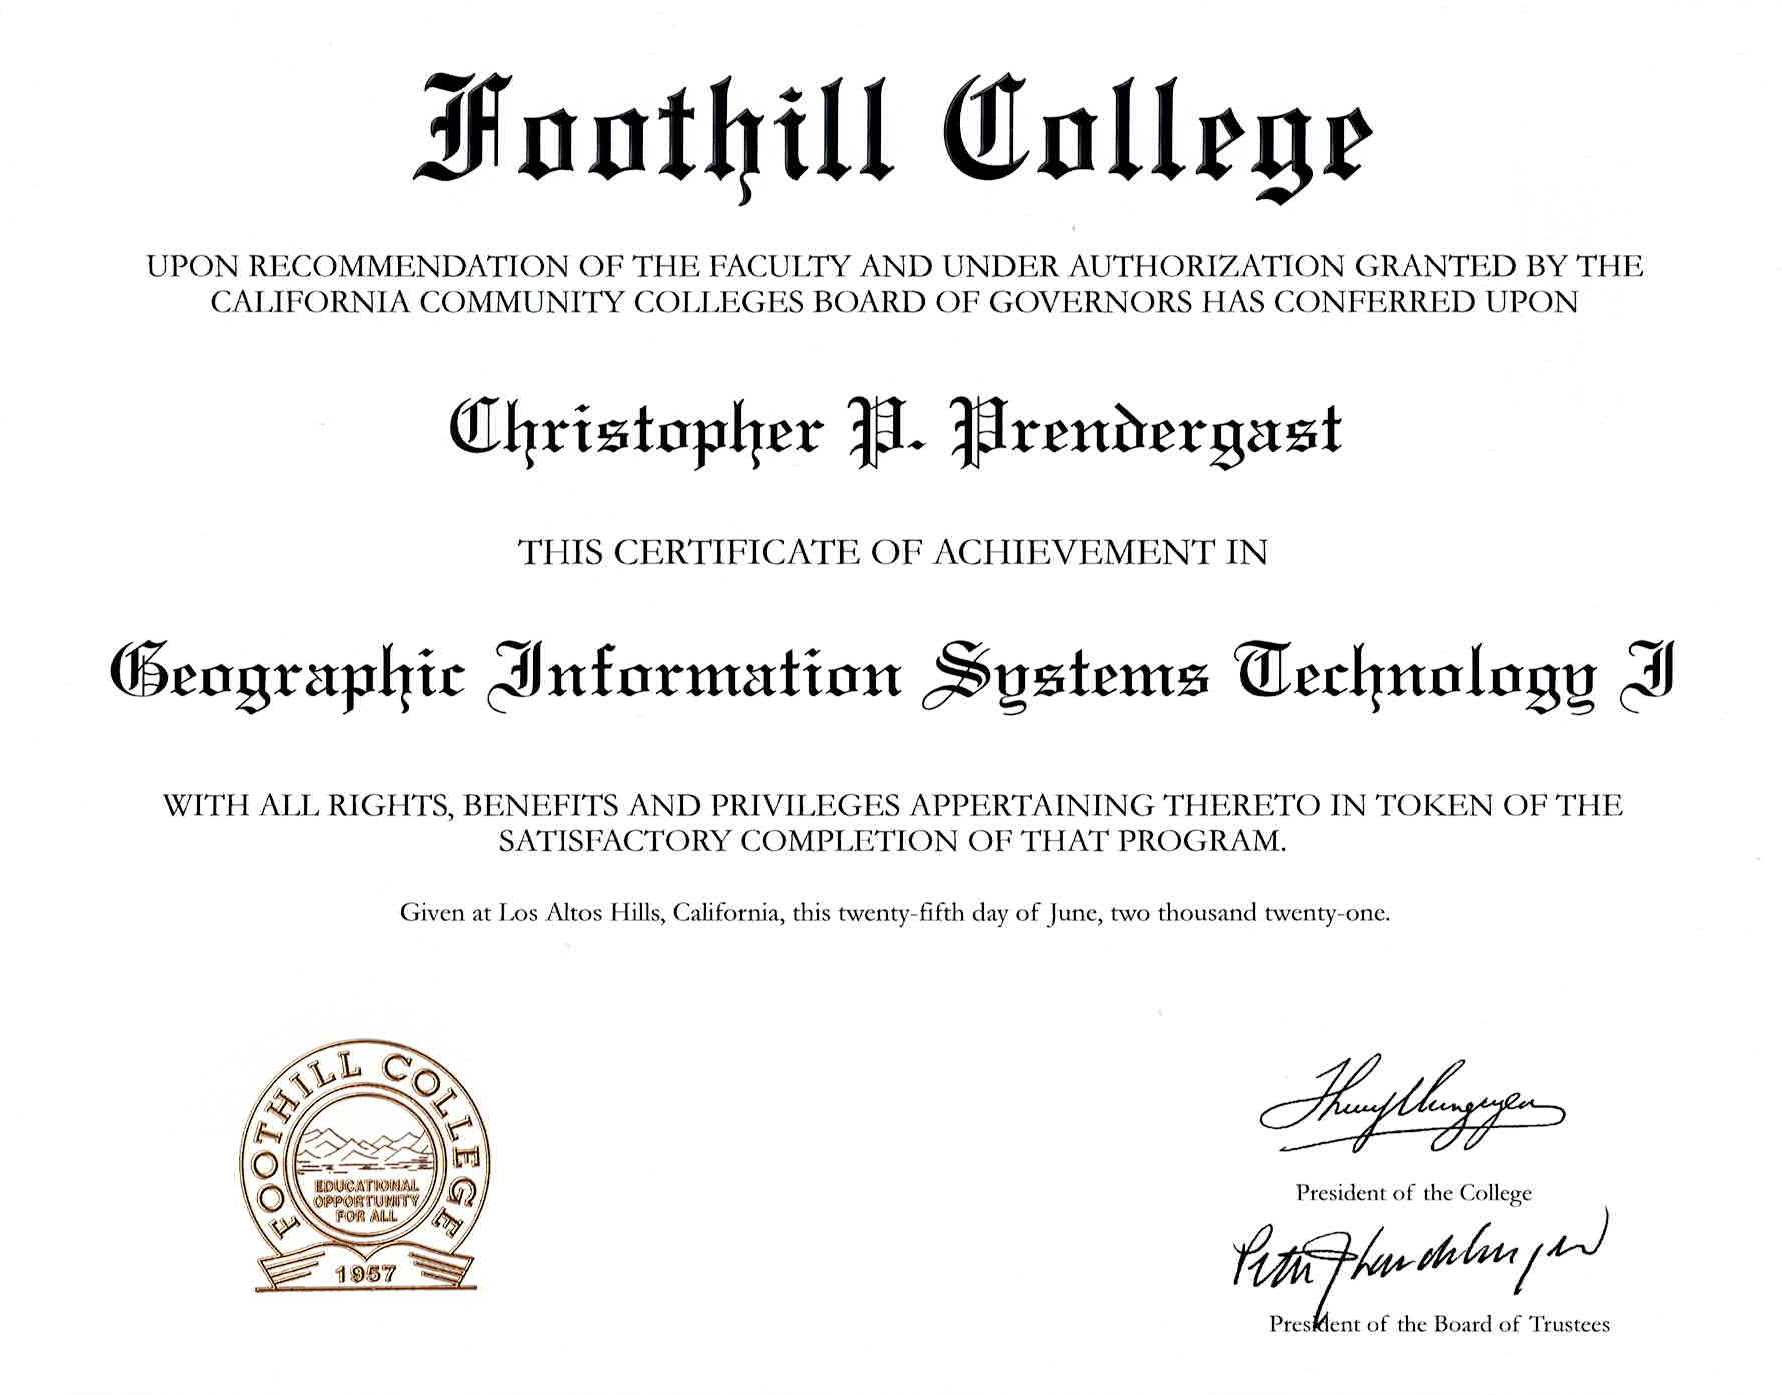 Foothill College
UPON RECOMMENDATION OF THE FACULTY AND UNDER AUTHORIZATION GRANTED BY THE
CALIFORNIA COMMUNITY COLLEGES BOARD OF GOVERNORS HAS CONFERRED UPON
Christopher P. Prendergast
THIS CERTIFICATE OF ACHIEVEMENT IN
Geographic Information Systems Technology I
WITH ALL RIGHTS, BENEFITS AND PRIVILEGES APPERTAINING THERETO IN TOKEN OF THE
SATISFACTORY COMPLETION OF THAT PROGRAM.
Given at Los Altos Hills, California, this twenty-fifth day of June, two thousand twenty-one.
FOOTHILL COLLEGE
EDUCATIONAL
OPPORTUNITY
FOR ALL
1957
President of the College
President of the Board of Trustees